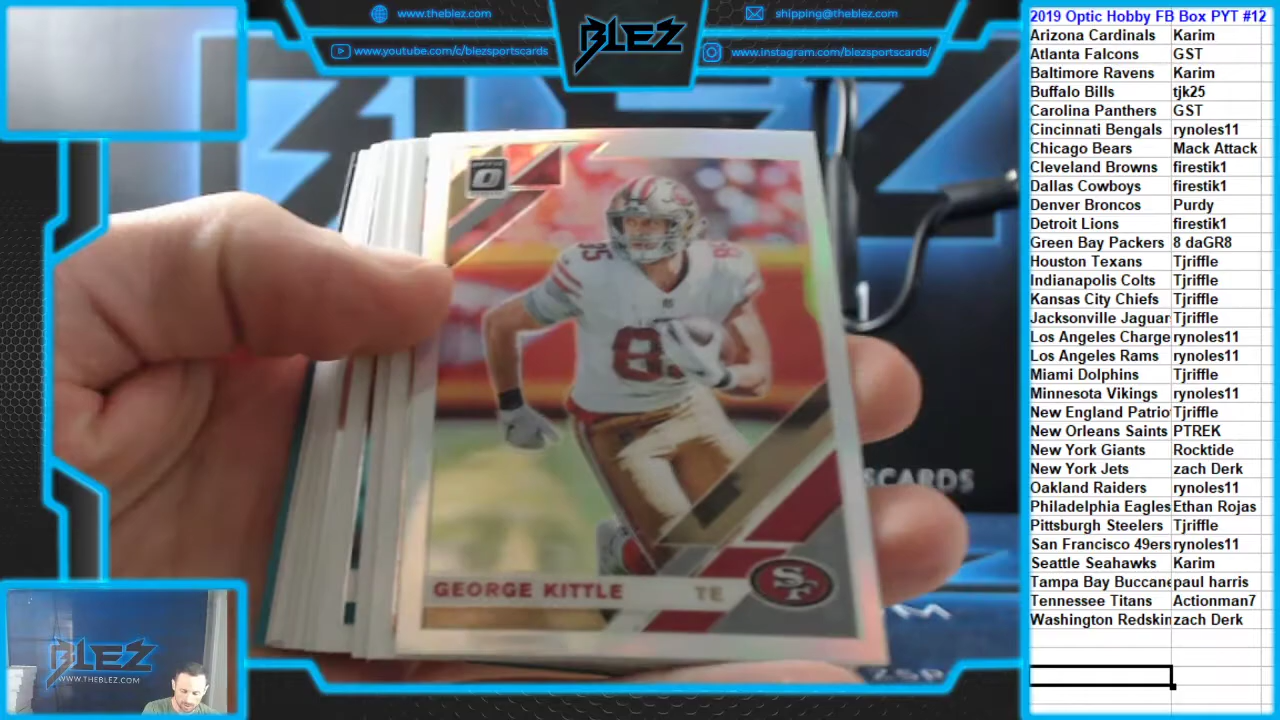 www.theblez.com
shipping@theblez.com
www.youtube.com/c/blezsportscards
www.instagram.com/blezsportscards/
BLEZ
2019 Optic Hobby FB Box PYT #12
Arizona Cardinals Karim
Atlanta Falcons GST
Baltimore Ravens Karim
Buffalo Bills tjk25
Carolina Panthers GST
Cincinnati Bengals rynoles11
Chicago Bears Mack Attack
Cleveland Browns firestik1
Dallas Cowboys firestik1
Denver Broncos Purdy
Detroit Lions firestik1
Green Bay Packers 8 daGR8
Houston Texans Tjriffle
Indianapolis Colts Tjriffle
Kansas City Chiefs Tjriffle
Jacksonville Jaguar Tjriffle
Los Angeles Charge rynoles11
Los Angeles Rams rynoles11
Miami Dolphins Tjriffle
Minnesota Vikings rynoles11
New England Patrio Tjriffle
New Orleans Saints PTREK
New York Giants Rocktide
New York Jets zach Derk
Oakland Raiders rynoles11
Philadelphia Eagles Ethan Rojas
Pittsburgh Steelers Tjriffle
San Francisco 49ers rynoles11
Seattle Seahawks Karim
Tampa Bay Buccane paul harris
Tennessee Titans Actionman7
Washington Redskin zach Derk
85
85
GEORGE KITTLE TE
SF
SCARDS
BLEZ
WWW.THEBLEZ.COM